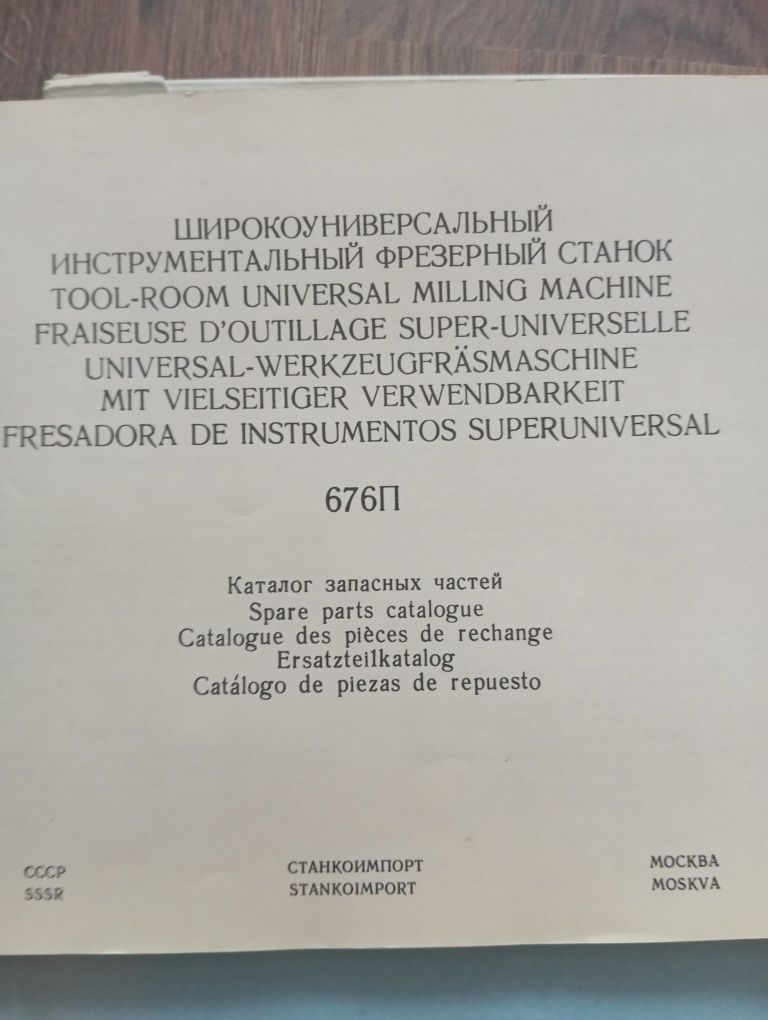 ШИРОКОУНИВЕРСАЛЬНЫЙ
ИНСТРУМЕНТАЛЬНЫЙ ФРЕЗЕРНЫЙ СТАНОК
TOOL-ROOM UNIVERSAL MILLING MACHINE
FRAISEUSE D'OUTILLAGE SUPER-UNIVERSELLE
UNIVERSAL-WERKZEUGFRÄSMASCHINE
MIT VIELSEITIGER VERWENDBARKEIT
FRESADORA DE INSTRUMENTOS SUPERUNIVERSAL
676П
Каталог запасных частей
Spare parts catalogue
Catalogue des pièces de rechange
Ersatzteilkatalog
Catálogo de piezas de repuesto
СССР СТАНКОИМПОРТ МОСКВА
SSSR STANKOIMPORT MOSKVA